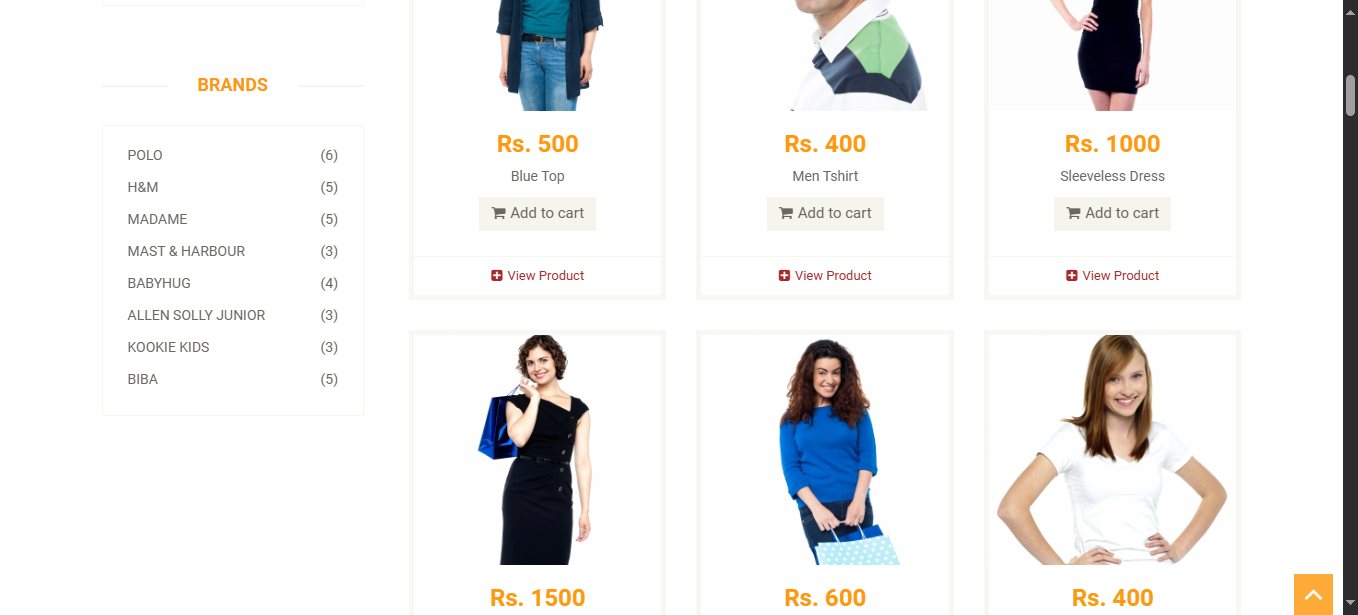 BRANDS
POLO (6)
H&M (5)
MADAME (5)
MAST & HARBOUR (3)
BABYHUG (4)
ALLEN SOLLY JUNIOR (3)
KOOKIE KIDS (3)
BIBA (5)
Rs. 500
Blue Top
Add to cart
View Product
Rs. 400
Men Tshirt
Add to cart
View Product
Rs. 1000
Sleeveless Dress
Add to cart
View Product
Rs. 1500
Rs. 600
Rs. 400